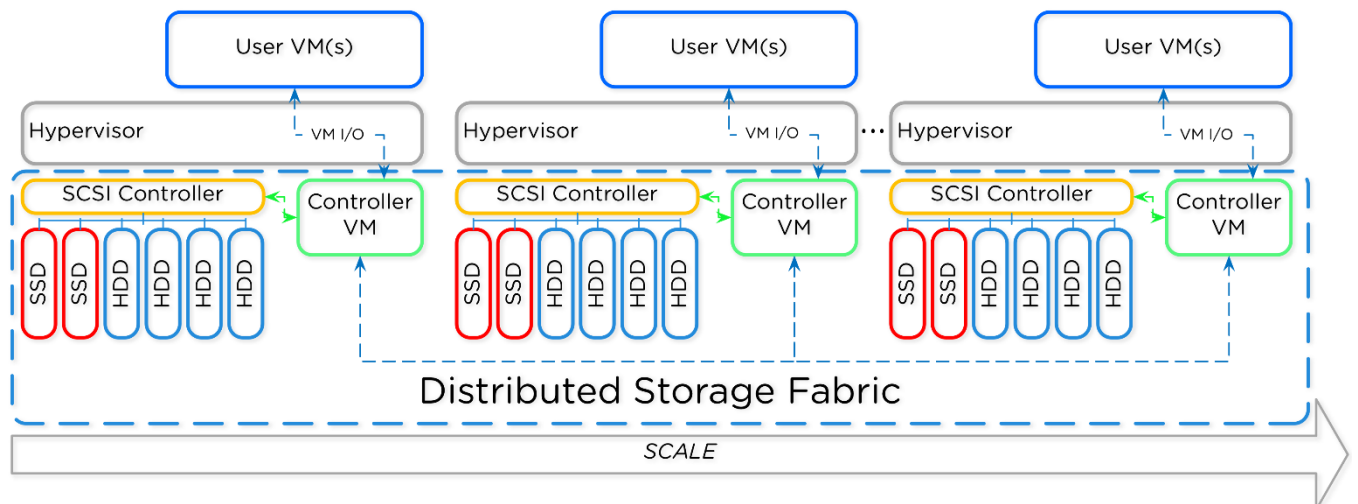 User VM(s)
User VM(s)
User VM(s)
Hypervisor
VM I/O
Hypervisor
VM I/O
...
Hypervisor
VM I/O
SCSI Controller
Controller
VM
SCSI Controller
Controller
VM
SCSI Controller
Controller
VM
SSD
SSD
HDD
HDD
HDD
HDD
SSD
SSD
HDD
HDD
HDD
HDD
SSD
SSD
HDD
HDD
HDD
HDD
Distributed Storage Fabric
SCALE